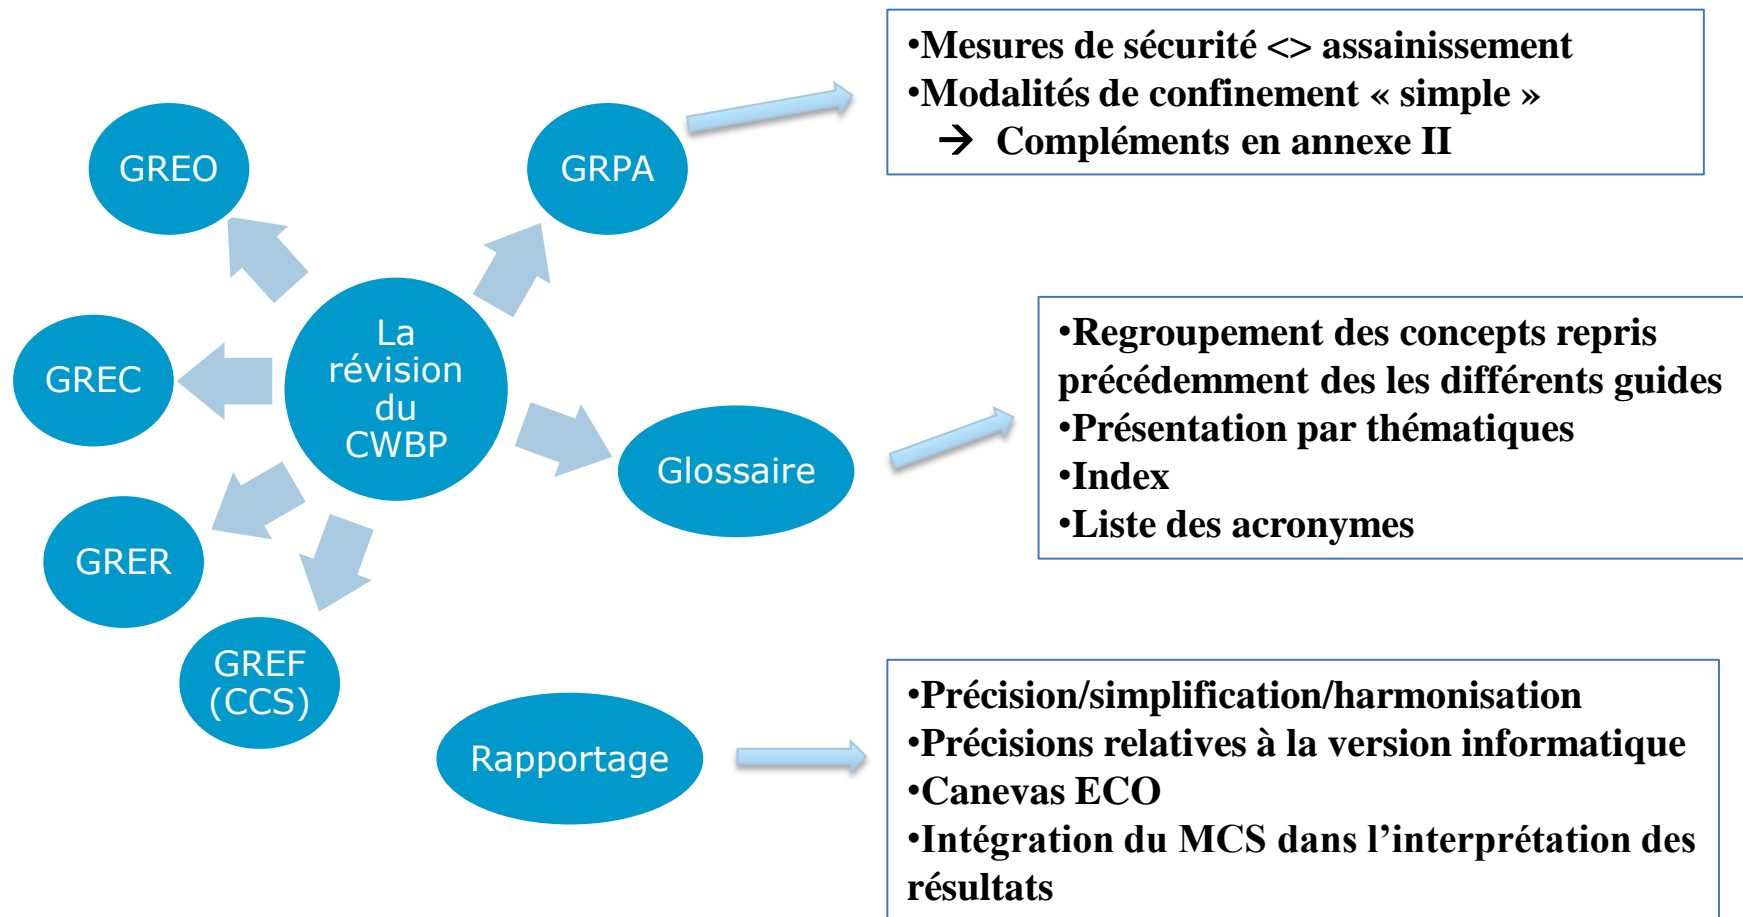 •Mesures de sécurité <> assainissement
•Modalités de confinement « simple »
→ Compléments en annexe II
GREO
GRPA
La
révision
du
CWBP
GREC
•Regroupement des concepts repris
précédemment des les différents guides
•Présentation par thématiques
•Index
•Liste des acronymes
Glossaire
GRER
GREF
(CCS)
Rapportage
•Précision/simplification/harmonisation
•Précisions relatives à la version informatique
•Canevas ECO
•Intégration du MCS dans l’interprétation des
résultats